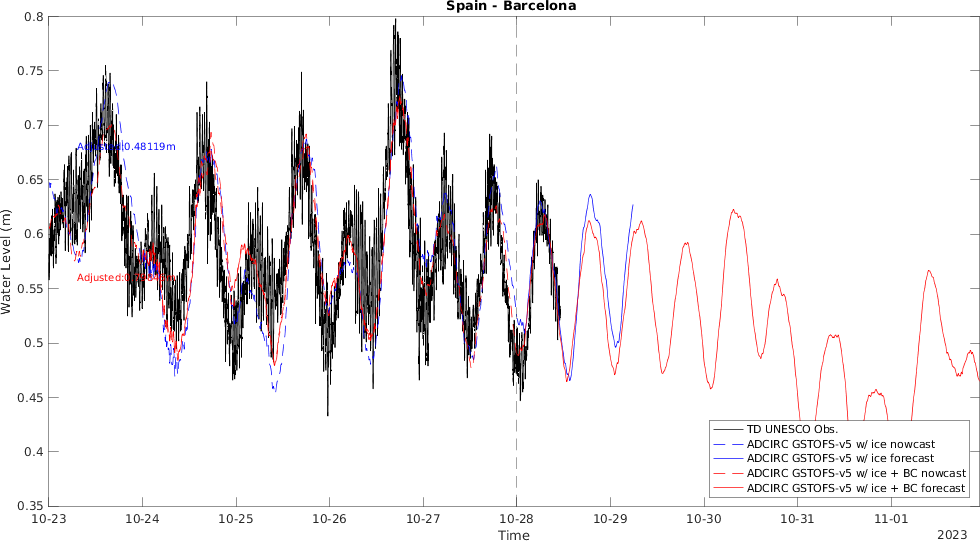 Spain - Barcelona
0.8
0.75
0.7
0.65
0.6
0.55
0.5
0.45
0.4
0.35
Water Level (m)
Adjusted:0.48119m
TD UNESCO Obs.
ADCIRC GSTOFS-v5 w/ ice nowcast
ADCIRC GSTOFS-v5 w/ ice forecast
ADCIRC GSTOFS-v5 w/ ice + BC nowcast
ADCIRC GSTOFS-v5 w/ ice + BC forecast
10-23 10-24 10-25 10-26 10-27 10-28 10-29 10-30 10-31 11-01
Time
2023